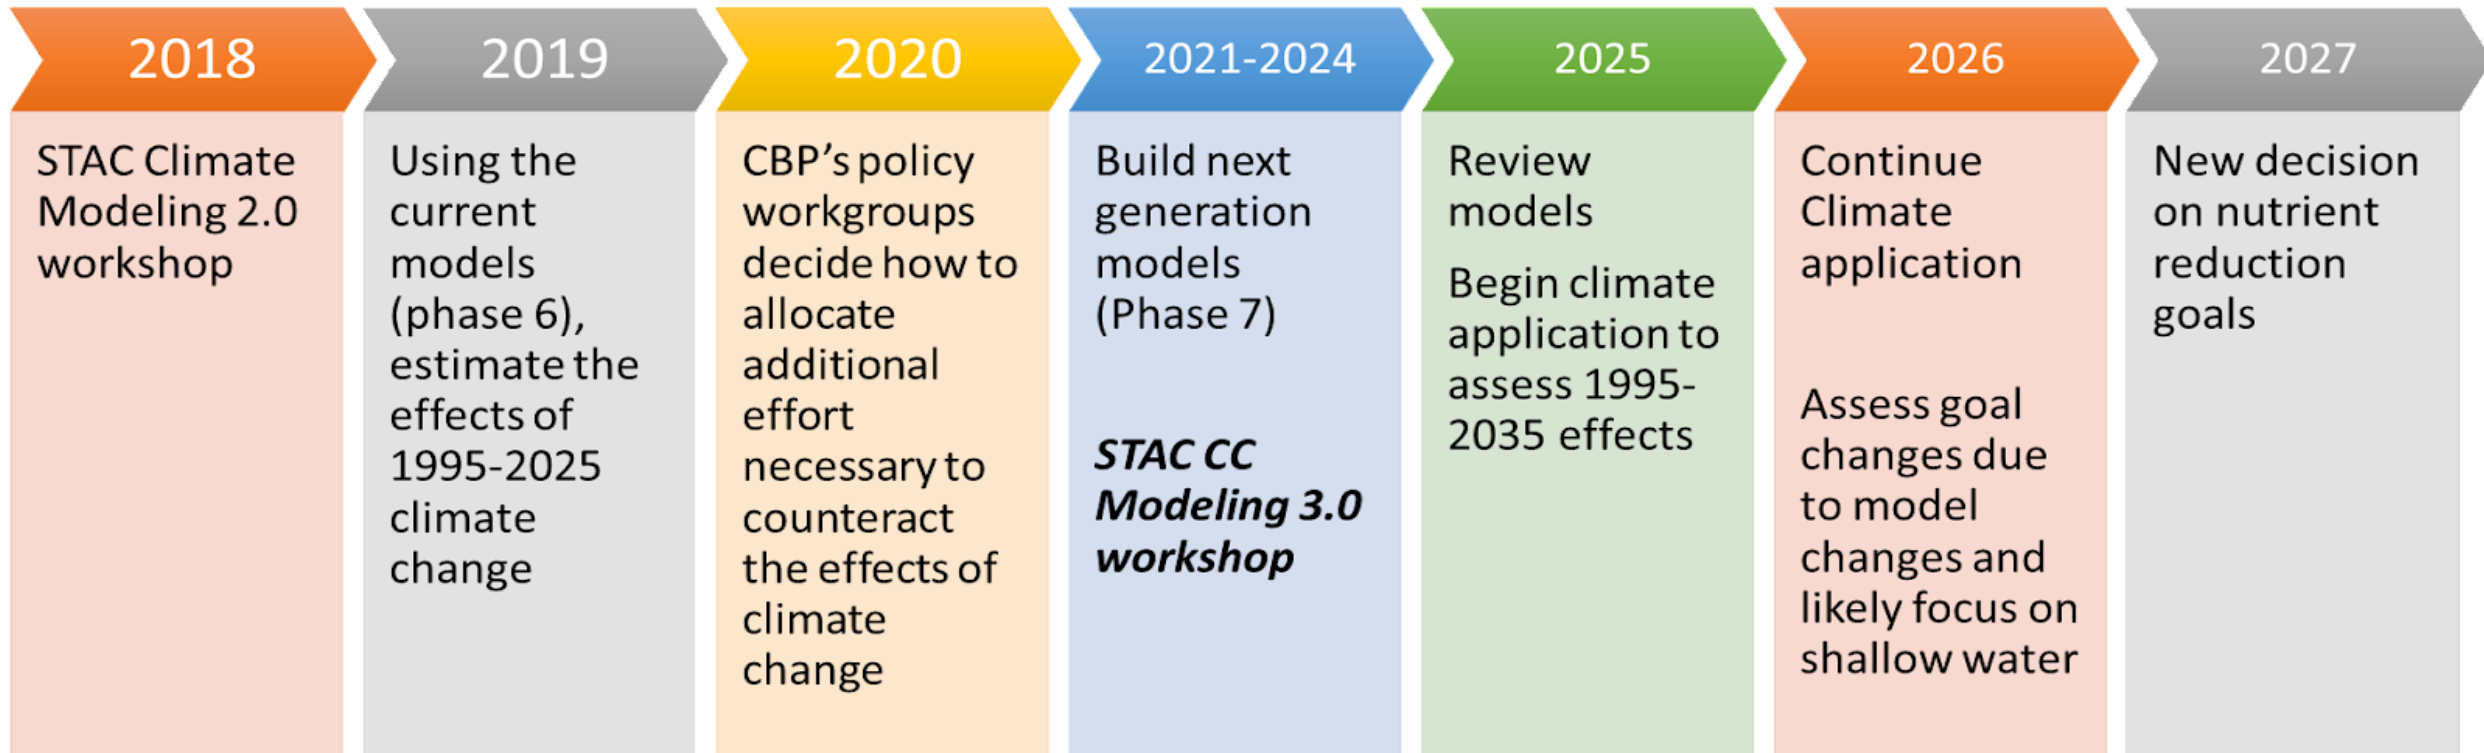 2018
STAC Climate
Modeling 2.0
workshop
2019
Using the
current
models
(phase 6),
estimate the
effects of
1995-2025
climate
change
2020
CBP's policy
workgroups
decide how to
allocate
additional
effort
necessary to
counteract
the effects of
climate
change
2021-2024
Build next
generation
models
(Phase 7)
STAC CC
Modeling 3.0
workshop
2025
Review
models
Begin climate
application to
assess 1995-
2035 effects
2026
Continue
Climate
application
Assess goal
changes due
to model
changes and
likely focus on
shallow water
2027
New decision
on nutrient
reduction
goals